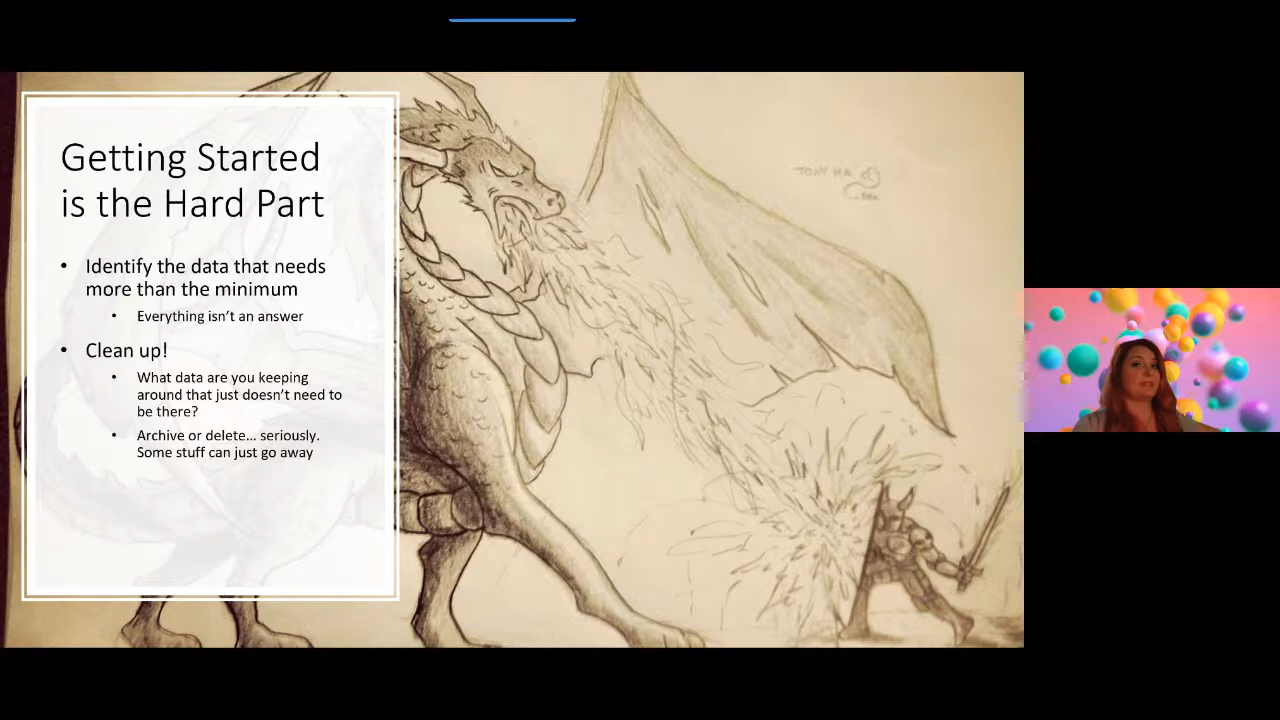 Getting Started
is the Hard Part
• Identify the data that needs
more than the minimum
• Everything isn't an answer
• Clean up!
• What data are you keeping
around that just doesn't need to
be there?
• Archive or delete... seriously.
Some stuff can just go away
TONY